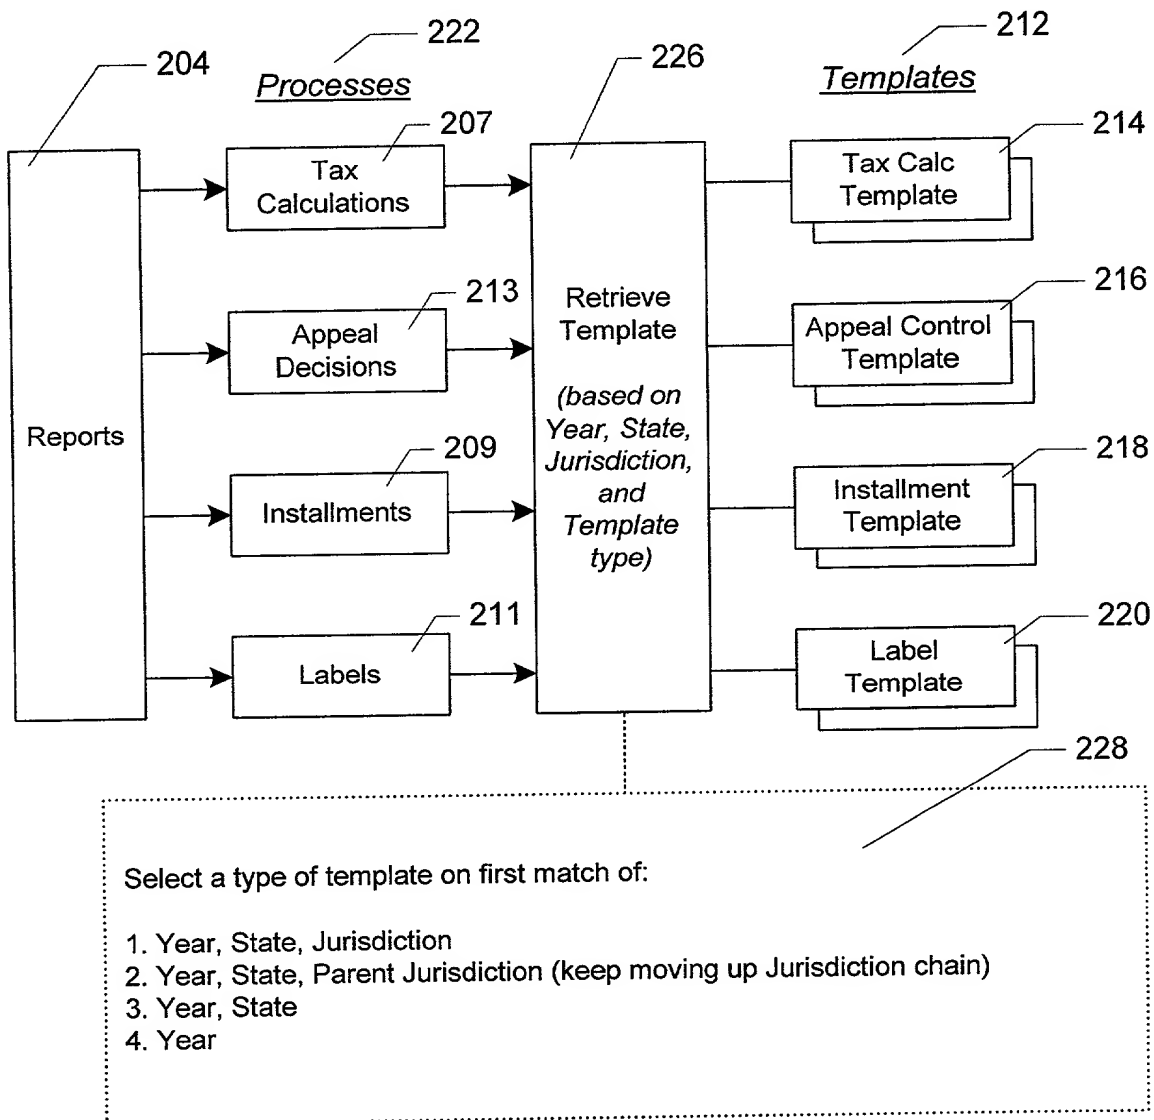 222
212
204
Processes
226
Templates
207
214
Tax
Calculations
Tax Calc
Template
213
216
Appeal
Decisions
Retrieve
Template
Appeal Control
Template
(based on
Year, State,
Jurisdiction,
and
Template
type)
Reports
209
218
Installments
Installment
Template
211
220
Labels
Label
Template
228
Select a type of template on first match of:
1. Year, State, Jurisdiction
2. Year, State, Parent Jurisdiction (keep moving up Jurisdiction chain)
3. Year, State
4. Year